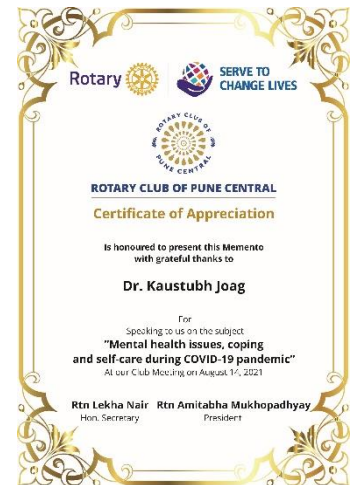 Rotary
SERVE TO
CHANGE LIVES
ROTARY CLUB OF
PUNE CENTRAL
ROTARY CLUB OF PUNE CENTRAL
Certificate of Appreciation
Is honoured to present this Memento
with grateful thanks to
Dr. Kaustubh Joag
For
Speaking to us on the subject
"Mental health issues, coping
and self-care during COVID-19 pandemic"
At our Club Meeting on August 14, 2021
Rtn Lekha Nair Rtn Amitabha Mukhopadhyay
Hon. Secretary President